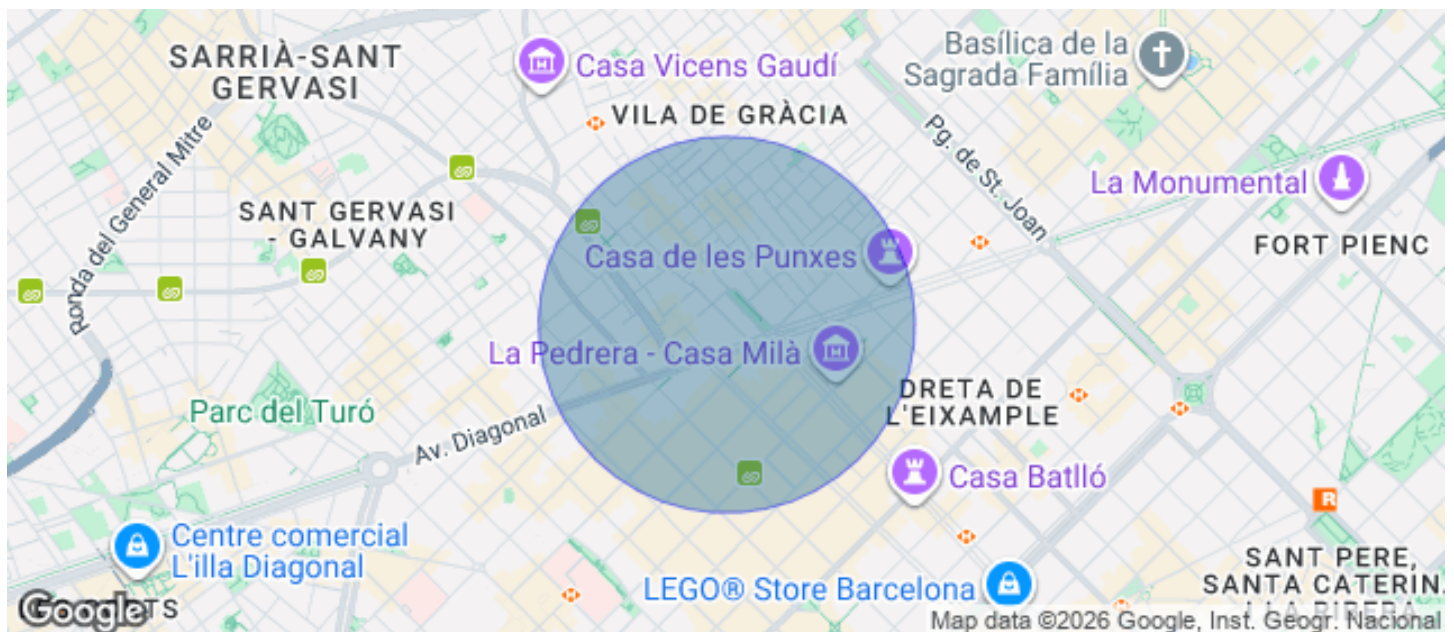 SARRIÀ-SANT
GERVASI
Casa Vicens Gaudí
Basílica de la
Sagrada Família
VILA DE GRÀCIA
Ronda del General Mitre
Pg. de St. Joan
La Monumental
SANT GERVASI
- GALVANY
FORT PIENC
Casa de les Punxes
La Pedrera - Casa Milà
DRETA DE
L'EIXAMPLE
Parc del Turó
Av. Diagonal
Casa Batlló
R
Centre comercial
L'illa Diagonal
SANT PERE,
SANTA CATERIN
I LA RIBERA
LEGO® Store Barcelona
Google
Map data ©2026 Google, Inst. Geogr. Nacional